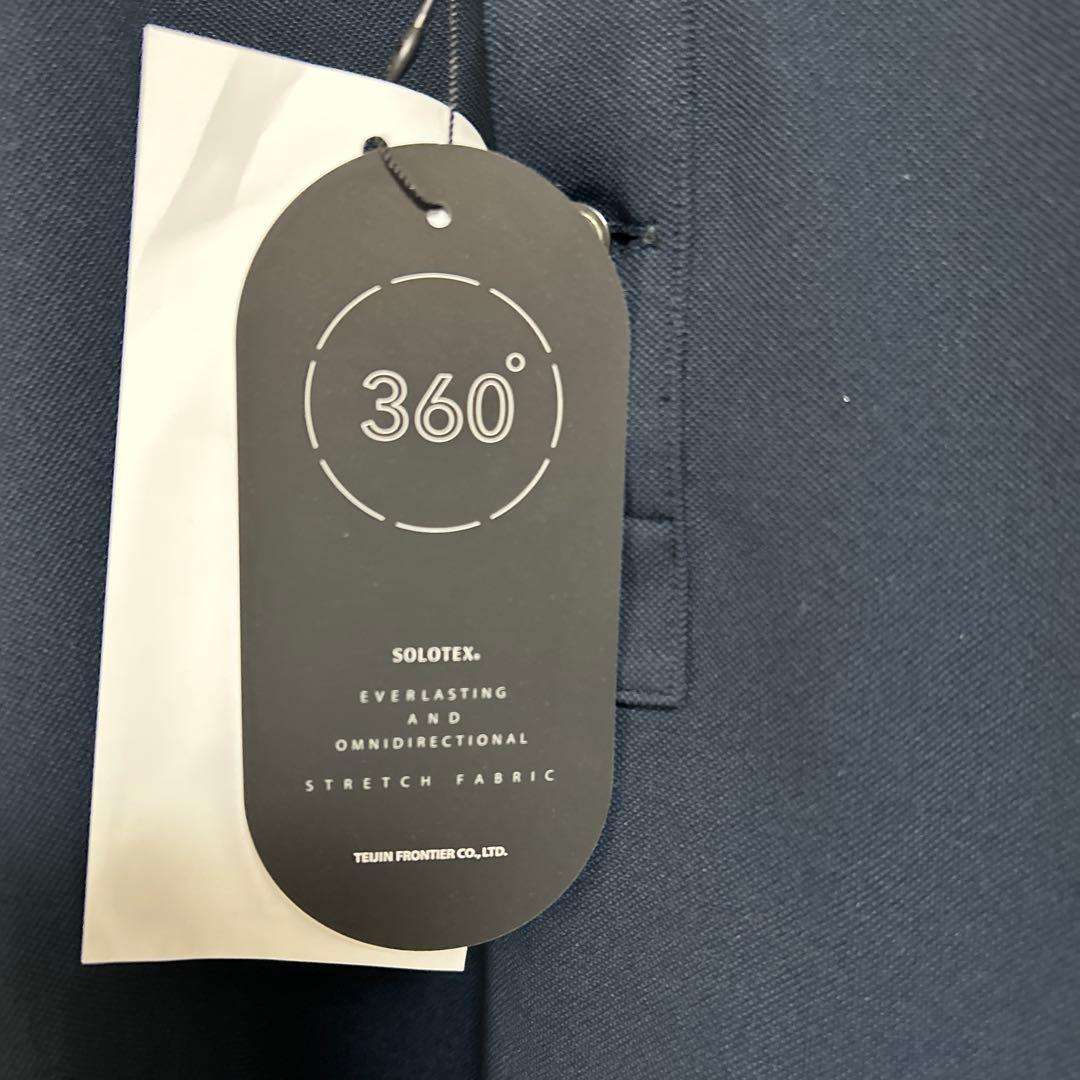 360°
SOLOTEX®
EVERLASTING
AND
OMNIDIRECTIONAL
STRETCH FABRIC
TEIJIN FRONTIER CO., LTD.